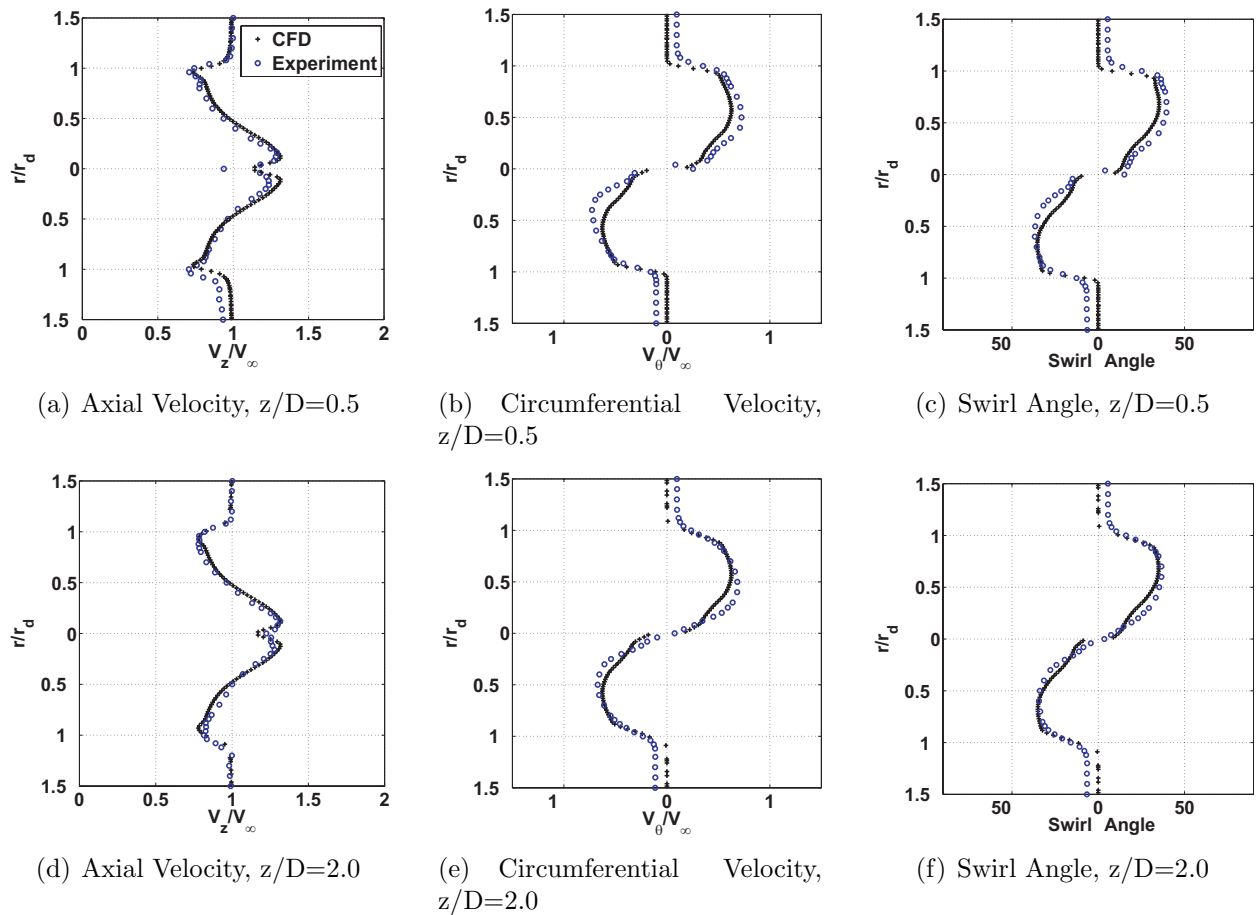 1.5
1
0.5
0
0.5
1
1.5
r/r_d
CFD
Experiment
0 0.5 1 1.5 2
V_z/V_∞
(a) Axial Velocity, z/D=0.5
1.5
1
0.5
0
0.5
1
1.5
r/r_d
1 0 1
V_θ/V_∞
(b) Circumferential Velocity,
z/D=0.5
1.5
1
0.5
0
0.5
1
1.5
r/r_d
50 0 50
Swirl Angle
(c) Swirl Angle, z/D=0.5
1.5
1
0.5
0
0.5
1
1.5
r/r_d
0 0.5 1 1.5 2
V_z/V_∞
(d) Axial Velocity, z/D=2.0
1.5
1
0.5
0
0.5
1
1.5
r/r_d
1 0 1
V_θ/V_∞
(e) Circumferential Velocity,
z/D=2.0
1.5
1
0.5
0
0.5
1
1.5
r/r_d
50 0 50
Swirl Angle
(f) Swirl Angle, z/D=2.0